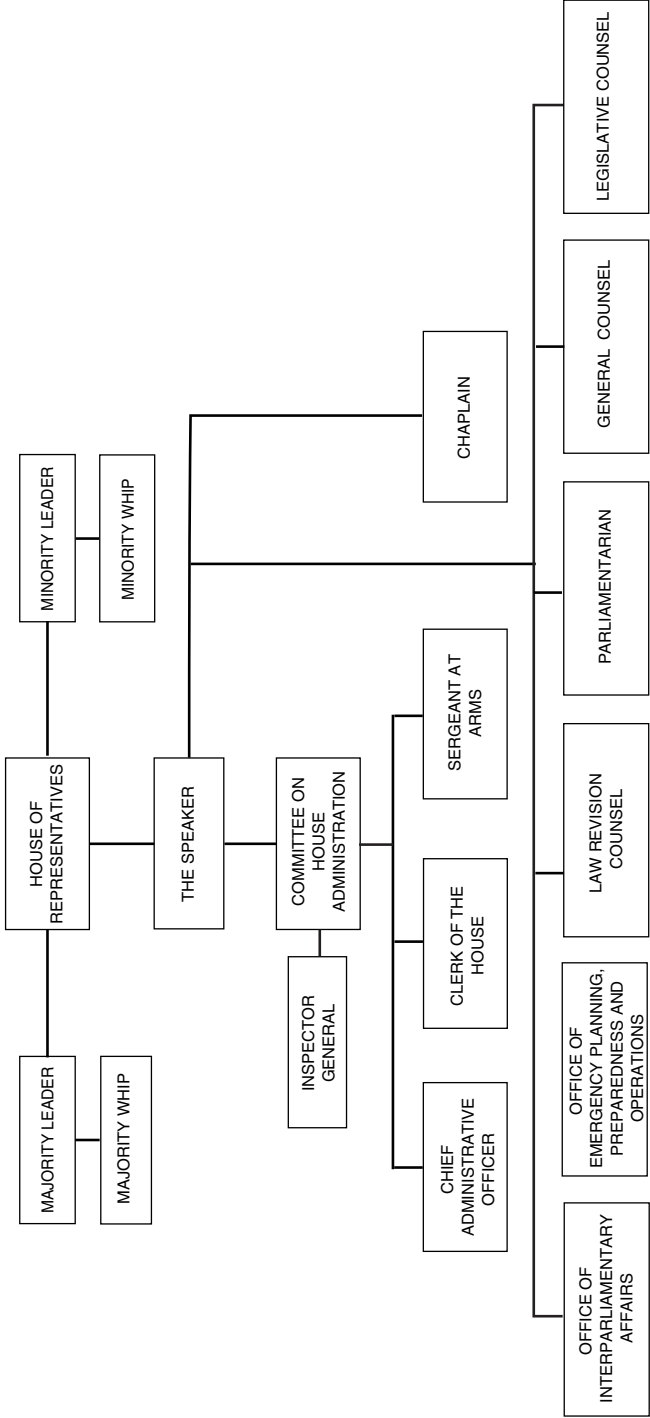 HOUSE OF
REPRESENTATIVES
MAJORITY LEADER
MAJORITY WHIP
MINORITY LEADER
MINORITY WHIP
THE SPEAKER
COMMITTEE ON
HOUSE
ADMINISTRATION
INSPECTOR
GENERAL
CHIEF
ADMINISTRATIVE
OFFICER
CLERK OF THE
HOUSE
SERGEANT AT
ARMS
CHAPLAIN
OFFICE OF
INTERPARLIAMENTARY
AFFAIRS
OFFICE OF
EMERGENCY PLANNING,
PREPAREDNESS AND
OPERATIONS
LAW REVISION
COUNSEL
PARLIAMENTARIAN
GENERAL COUNSEL
LEGISLATIVE COUNSEL